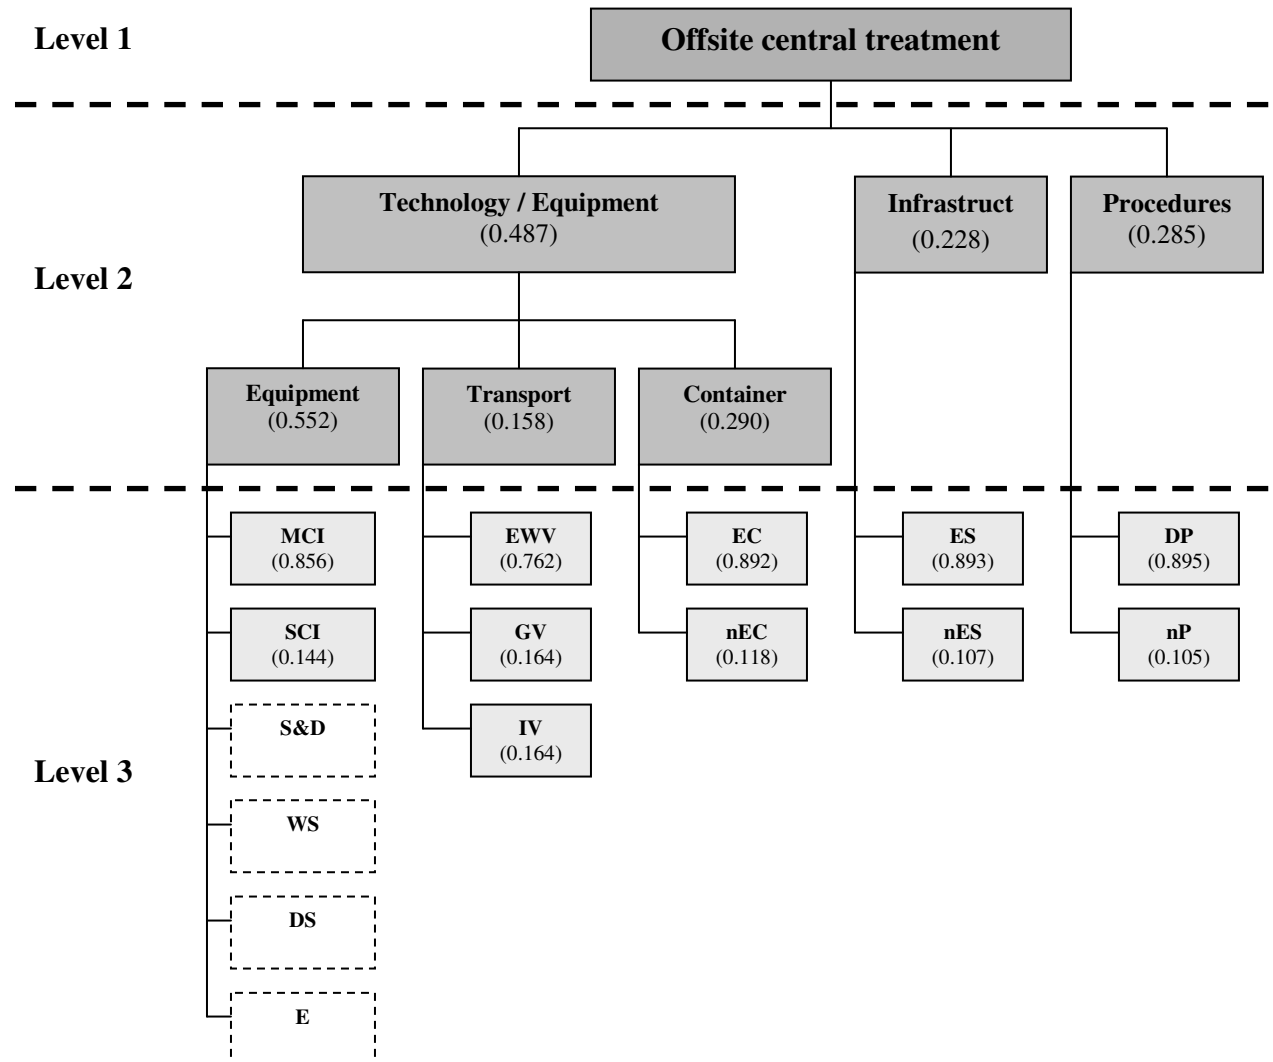 Level 1
Offsite central treatment
Level 2
Technology / Equipment
(0.487)
Infrastruct
(0.228)
Procedures
(0.285)
Equipment
(0.552)
Transport
(0.158)
Container
(0.290)
Level 3
MCI
(0.856)
EWV
(0.762)
EC
(0.892)
ES
(0.893)
DP
(0.895)
SCI
(0.144)
GV
(0.164)
nEC
(0.118)
nES
(0.107)
nP
(0.105)
S&D
IV
(0.164)
WS
DS
E